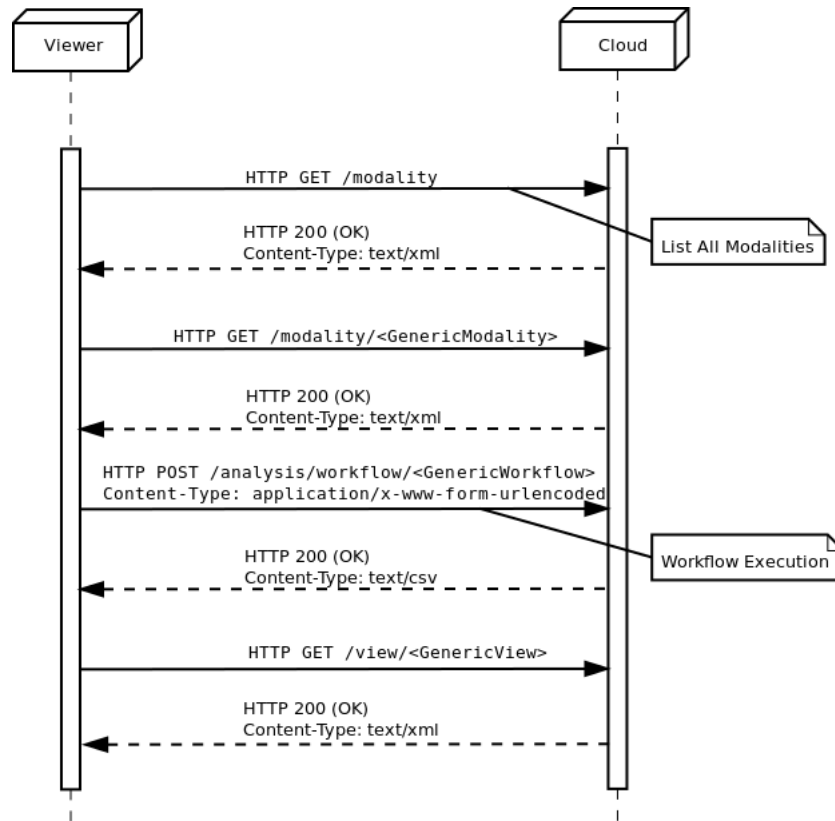 Viewer
Cloud
HTTP GET /modality
HTTP 200 (OK)
Content-Type: text/xml
List All Modalities
HTTP GET /modality/<GenericModality>
HTTP 200 (OK)
Content-Type: text/xml
HTTP POST /analysis/workflow/<GenericWorkflow>
Content-Type: application/x-www-form-urlencoded
HTTP 200 (OK)
Content-Type: text/csv
Workflow Execution
HTTP GET /view/<GenericView>
HTTP 200 (OK)
Content-Type: text/xml